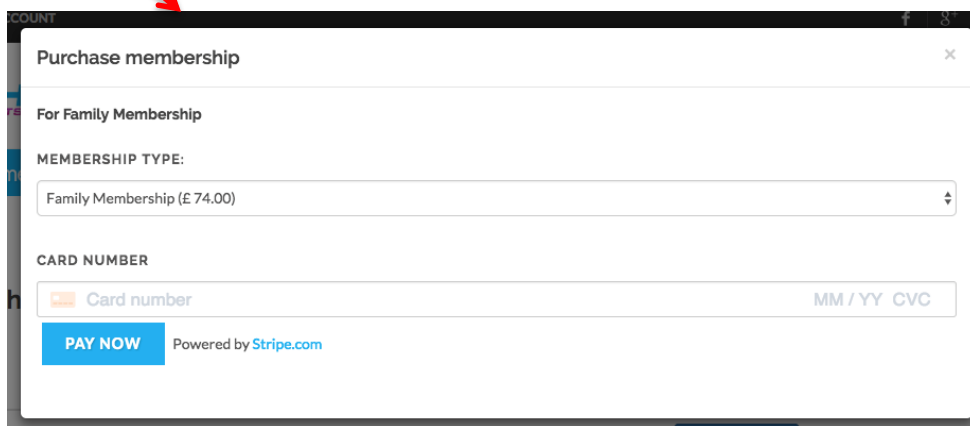 CCOUNT
f 8+
Purchase membership ×
For Family Membership
MEMBERSHIP TYPE:
Family Membership (£ 74.00)
CARD NUMBER
Card number MM / YY CVC
PAY NOW Powered by Stripe.com